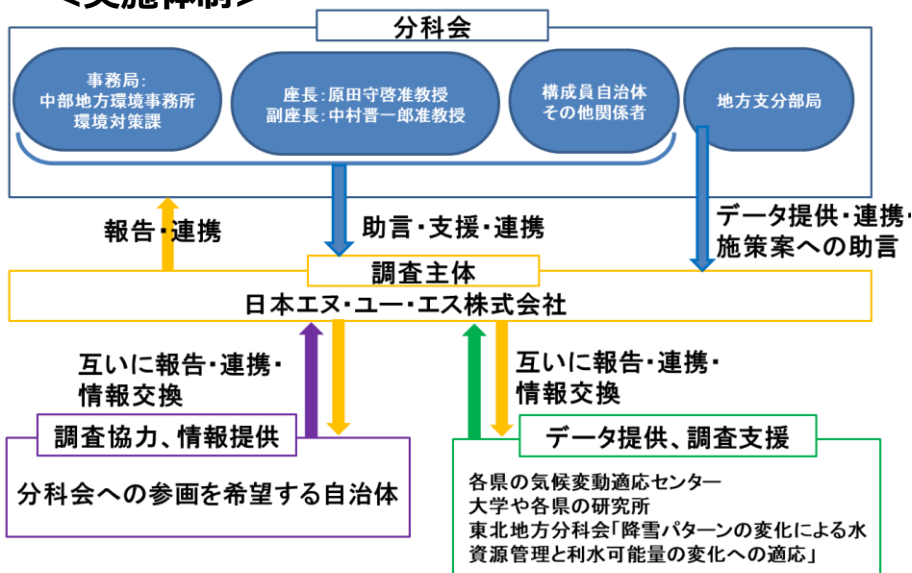 ＜実施体制＞
分科会
事務局：
中部地方環境事務所
環境対策課
座長：原田守啓准教授
副座長：中村晋一郎准教授
構成員自治体
その他関係者
地方支分部局
報告・連携
助言・支援・連携
データ提供・連携・
施策案への助言
調査主体
日本エヌ・ユー・エス株式会社
互いに報告・連携・
情報交換
互いに報告・連携・
情報交換
調査協力、情報提供
分科会への参画を希望する自治体
データ提供、調査支援
各県の気候変動適応センター
大学や各県の研究所
東北地方分科会「降雪パターンの変化による水
資源管理と利水可能量の変化への適応」